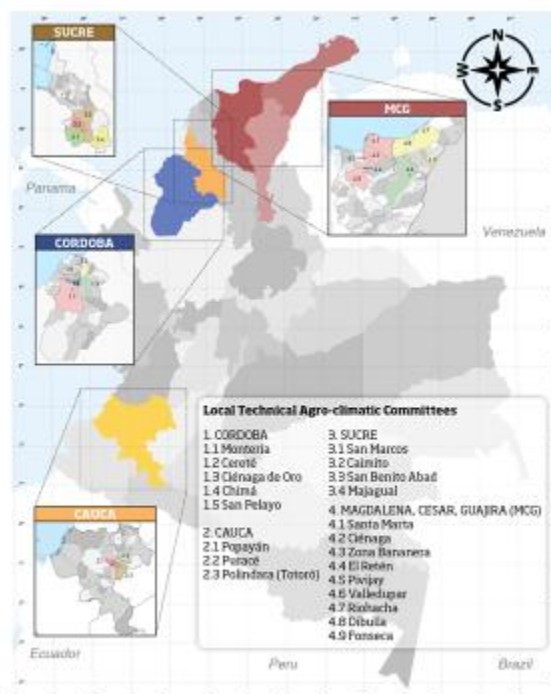 SUCRE
N
W
E
S
MCG
Panama
Venezuela
CORDOBA
Local Technical Agro-climatic Committees
1. CORDOBA
1.1 Montería
1.2 Cereté
1.3 Ciénaga de Oro
1.4 Chimá
1.5 San Pelayo
2. CAUCA
2.1 Popayán
2.2 Puracé
2.3 Polindara (Totoró)
3. SUCRE
3.1 San Marcos
3.2 Caimito
3.3 San Benito Abad
3.4 Majagual
4. MAGDALENA, CESAR, GUAJIRA (MCG)
4.1 Santa Marta
4.2 Ciénaga
4.3 Zona Bananera
4.4 El Retén
4.5 Pivijay
4.6 Valledupar
4.7 Riohacha
4.8 Dibulla
4.9 Fonseca
CAUCA
Ecuador
Peru
Brazil